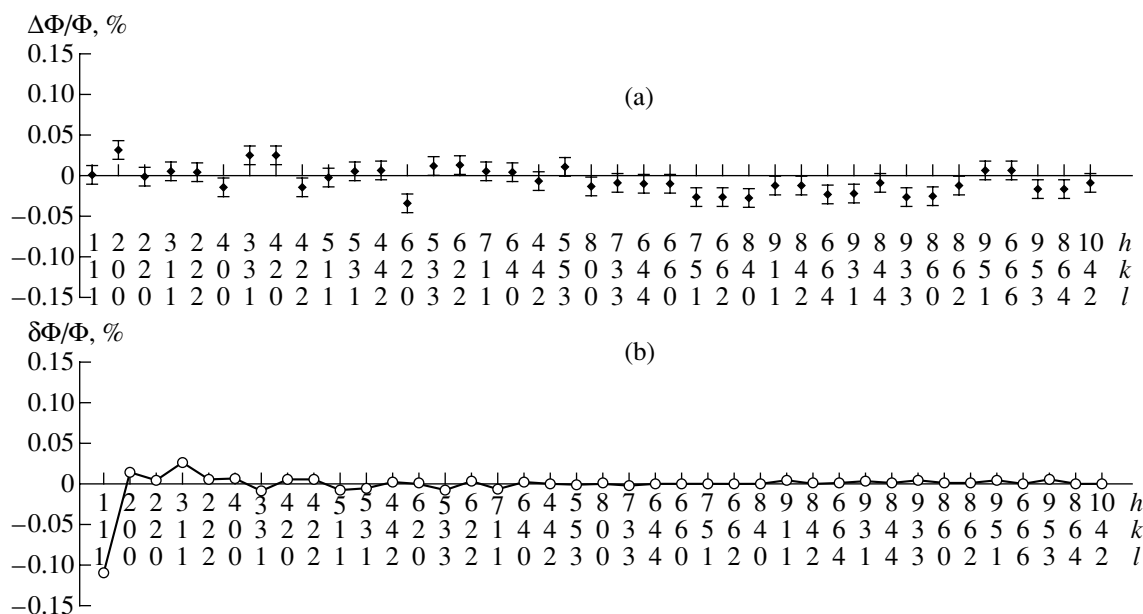 ΔΦ/Φ, %
0.15
0.10
(a)
0.05
0
−0.05
1 2 2 3 2 4 3 4 4 5 5 4 6 5 6 7 6 4 5 8 7 6 6 7 6 8 9 8 6 9 8 9 8 8 9 6 9 8 10 h
−0.10 1 0 2 1 2 0 3 2 2 1 3 4 2 3 2 1 4 4 5 0 3 4 6 5 6 4 1 4 6 3 4 3 6 6 5 6 5 6 4 k
−0.15 1 0 0 1 2 0 1 0 2 1 1 2 0 3 2 1 0 2 3 0 3 4 0 1 2 0 1 2 4 1 4 3 0 2 1 6 3 4 2 l
δΦ/Φ, %
0.15
(b)
0.10
0.05
0
1 2 2 3 2 4 3 4 4 5 5 4 6 5 6 7 6 4 5 8 7 6 6 7 6 8 9 8 6 9 8 9 8 8 9 6 9 8 10 h
−0.05 1 0 2 1 2 0 3 2 2 1 3 4 2 3 2 1 4 4 5 0 3 4 6 5 6 4 1 4 6 3 4 3 6 6 5 6 5 6 4 k
−0.10 1 0 0 1 2 0 1 0 2 1 1 2 0 3 2 1 0 2 3 0 3 4 0 1 2 0 1 2 4 1 4 3 0 2 1 6 3 4 2 l
−0.15